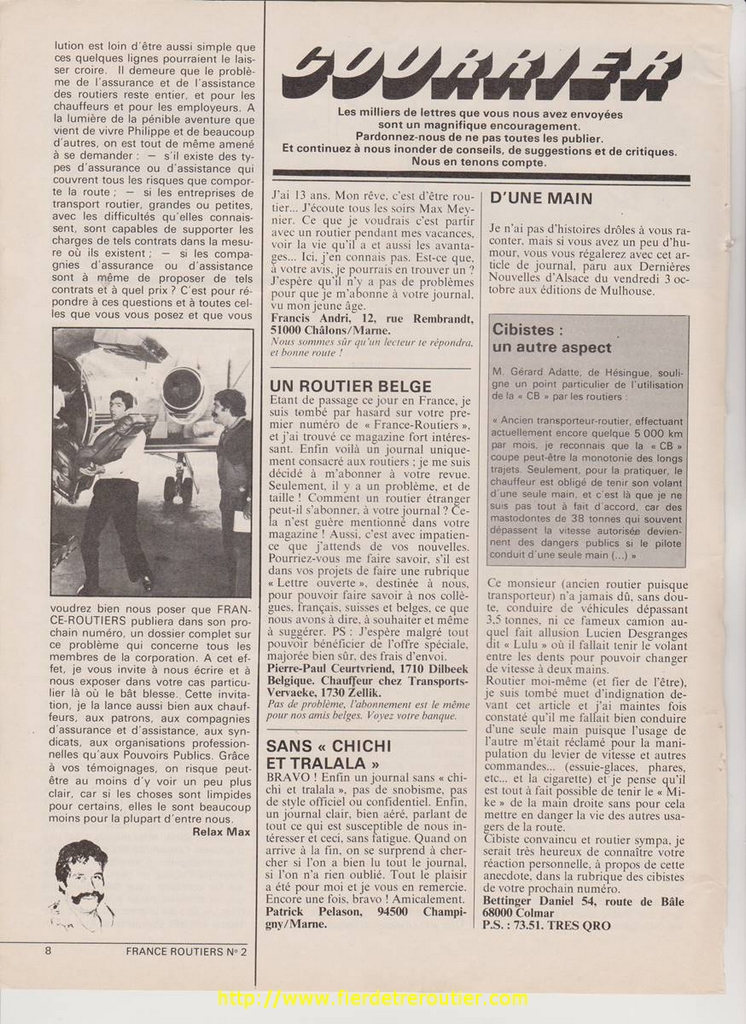 lution est loin d'être aussi simple que
ces quelques lignes pourraient le lais-
ser croire. Il demeure que le problè-
me de l'assurance et de l'assistance
des routiers reste entier, et pour les
chauffeurs et pour les employeurs. A
la lumière de la pénible aventure que
vient de vivre Philippe et de beaucoup
d'autres, on est tout de même amené
à se demander : — s'il existe des ty-
pes d'assurance ou d'assistance qui
couvrent tous les risques que compor-
te la route ; — si les entreprises de
transport routier, grandes ou petites,
avec les difficultés qu'elles connais-
sent, sont capables de supporter les
charges de tels contrats dans la mesu-
re où ils existent ; — si les compa-
gnies d'assurance ou d'assistance
sont à même de proposer de tels
contrats et à quel prix ? C'est pour ré-
pondre à ces questions et à toutes cel-
les que vous vous posez et que vous
voudrez bien nous poser que FRAN-
CE-ROUTIERS publiera dans son pro-
chain numéro, un dossier complet sur
ce problème qui concerne tous les
membres de la corporation. A cet ef-
fet, je vous invite à nous écrire et à
nous exposer dans votre cas particu-
lier là où le bât blesse. Cette invita-
tion, je la lance aussi bien aux chauf-
feurs, aux patrons, aux compagnies
d'assurance et d'assistance, aux syn-
dicats, aux organisations profession-
nelles qu'aux Pouvoirs Publics. Grâce
à vos témoignages, on risque peut-
être au moins d'y voir un peu plus
clair, car si les choses sont limpides
pour certains, elles le sont beaucoup
moins pour la plupart d'entre nous.
Relax Max
8
FRANCE ROUTIERS N° 2
COURRIER
Les milliers de lettres que vous nous avez envoyées
sont un magnifique encouragement.
Pardonnez-nous de ne pas toutes les publier.
Et continuez à nous inonder de conseils, de suggestions et de critiques.
Nous en tenons compte.
J'ai 13 ans. Mon rêve, c'est d'être rou-
tier... J'écoute tous les soirs Max Mey-
nier. Ce que je voudrais c'est partir
avec un routier pendant mes vacances,
voir la vie qu'il a et aussi les avanta-
ges... Ici, j'en connais pas. Est-ce que,
à votre avis, je pourrais en trouver un ?
J'espère qu'il n'y a pas de problèmes
pour que je m'abonne à votre journal,
vu mon jeune âge.
Francis Andri, 12, rue Rembrandt,
51000 Châlons/Marne.
Nous sommes sûr qu'un lecteur te répondra,
et bonne route !
UN ROUTIER BELGE
Etant de passage ce jour en France, je
suis tombé par hasard sur votre pre-
mier numéro de « France-Routiers »,
et j'ai trouvé ce magazine fort intéres-
sant. Enfin voilà un journal unique-
ment consacré aux routiers ; je me suis
décidé à m'abonner à votre revue.
Seulement, il y a un problème, et de
taille ! Comment un routier étranger
peut-il s'abonner, à votre journal ? Ce-
la n'est guère mentionné dans votre
magazine ! Aussi, c'est avec impatien-
ce que j'attends de vos nouvelles.
Pourriez-vous me faire savoir, s'il est
dans vos projets de faire une rubrique
« Lettre ouverte », destinée à nous,
pour pouvoir faire savoir à nos collè-
gues, français, suisses et belges, ce que
nous avons à dire, à souhaiter et même
à suggérer. PS : J'espère malgré tout
pouvoir bénéficier de l'offre spéciale,
majorée bien sûr, des frais d'envoi.
Pierre-Paul Ceurtvriend, 1710 Dilbeek
Belgique. Chauffeur chez Transports-
Vervaeke, 1730 Zellik.
Pas de problème, l'abonnement est le même
pour nos amis belges. Voyez votre banque.
SANS « CHICHI
ET TRALALA »
BRAVO ! Enfin un journal sans « chi-
chi et tralala », pas de snobisme, pas
de style officiel ou confidentiel. Enfin,
un journal clair, bien aéré, parlant de
tout ce qui est susceptible de nous in-
téresser et ceci, sans fatigue. Quand on
arrive à la fin, on se surprend à cher-
cher si l'on a bien lu tout le journal,
si l'on n'a rien oublié. Tout le plaisir
a été pour moi et je vous en remercie.
Encore une fois, bravo ! Amicalement.
Patrick Pelason, 94500 Champi-
gny/Marne.
D'UNE MAIN
Je n'ai pas d'histoires drôles à vous ra-
conter, mais si vous avez un peu d'hu-
mour, vous vous régalerez avec cet ar-
ticle de journal, paru aux Dernières
Nouvelles d'Alsace du vendredi 3 oc-
tobre aux éditions de Mulhouse.
Cibistes :
un autre aspect
M. Gérard Adatte, de Hésingue, souli-
gne un point particulier de l'utilisation
de la « CB » par les routiers :
« Ancien transporteur-routier, effectuant
actuellement encore quelque 5 000 km
par mois, je reconnais que la « CB »
coupe peut-être la monotonie des longs
trajets. Seulement, pour la pratiquer, le
chauffeur est obligé de tenir son volant
d'une seule main, et c'est là que je ne
suis pas tout à fait d'accord, car des
mastodontes de 38 tonnes qui souvent
dépassent la vitesse autorisée devien-
nent des dangers publics si le pilote
conduit d'une seule main (...) »
Ce monsieur (ancien routier puisque
transporteur) n'a jamais dû, sans dou-
te, conduire de véhicules dépassant
3,5 tonnes, ni ce fameux camion au-
quel fait allusion Lucien Desgranges
dit « Lulu » où il fallait tenir le volant
entre les dents pour pouvoir changer
de vitesse à deux mains.
Routier moi-même (et fier de l'être),
je suis tombé muet d'indignation de-
vant cet article et j'ai maintes fois
constaté qu'il me fallait bien conduire
d'une seule main puisque l'usage de
l'autre m'était réclamé pour la mani-
pulation du levier de vitesse et autres
commandes... (essuie-glaces, phares,
etc... et la cigarette) et je pense qu'il
est tout à fait possible de tenir le « Mi-
ke » de la main droite sans pour cela
mettre en danger la vie des autres usa-
gers de la route.
Cibiste convaincu et routier sympa, je
serait très heureux de connaître votre
réaction personnelle, à propos de cette
anecdote, dans la rubrique des cibistes
de votre prochain numéro.
Bettinger Daniel 54, route de Bâle
68000 Colmar
P.S. : 73.51. TRES QRO
http://www.fierdetreroutier.com